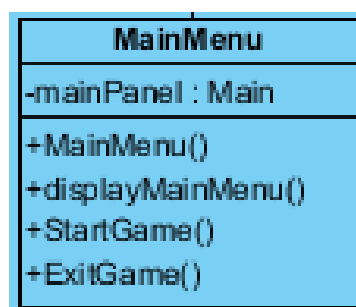 MainMenu
-mainPanel : Main
+MainMenu()
+displayMainMenu()
+StartGame()
+ExitGame()